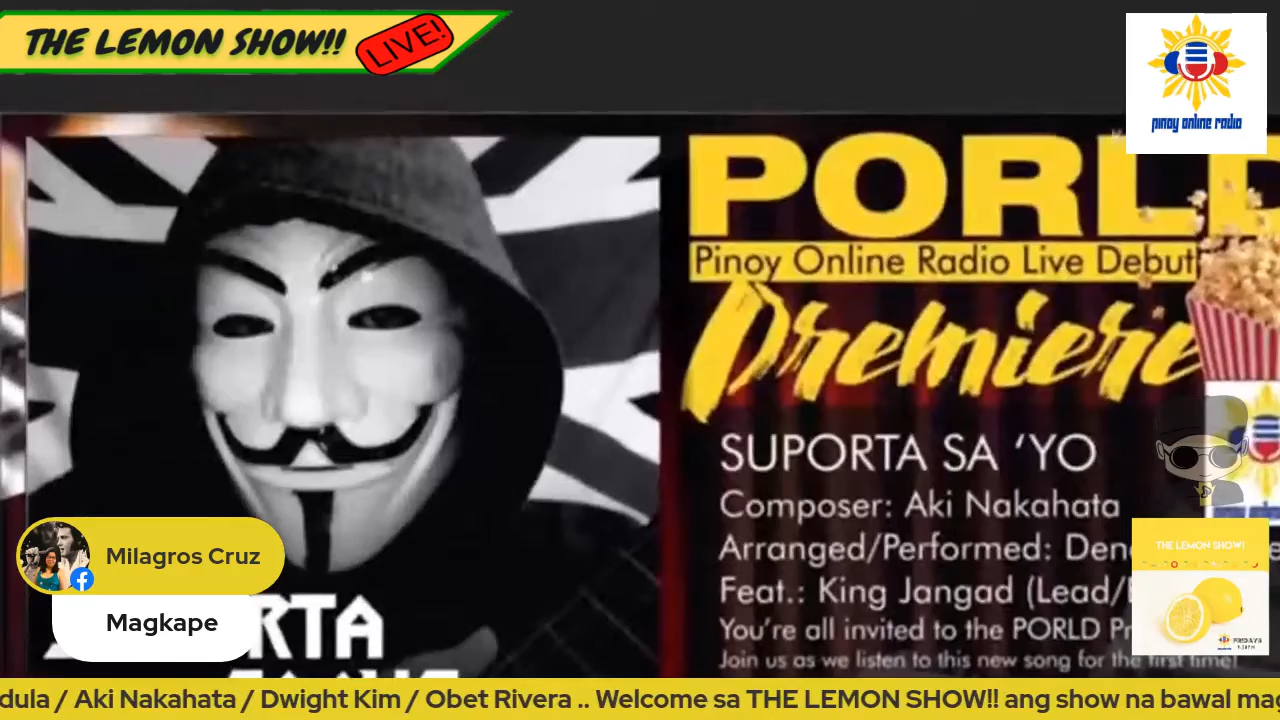 THE LEMON SHOW!! LIVE!
pinoy online radio
PORLD
Pinoy Online Radio Live Debut
Premiere
SUPORTA SA ‘YO
Composer: Aki Nakahata
Arranged/Performed:
Feat.: King Jangad (Lead/
You’re all invited to the PORLD
Join us as we listen to this new song for the first time!
Milagros Cruz
Magkape
RTA
THE LEMON SHOW!
FRIDAYS
/ Aki Nakahata / Dwight Kim / Obet Rivera .. Welcome sa THE LEMON SHOW!! ang show na bawal